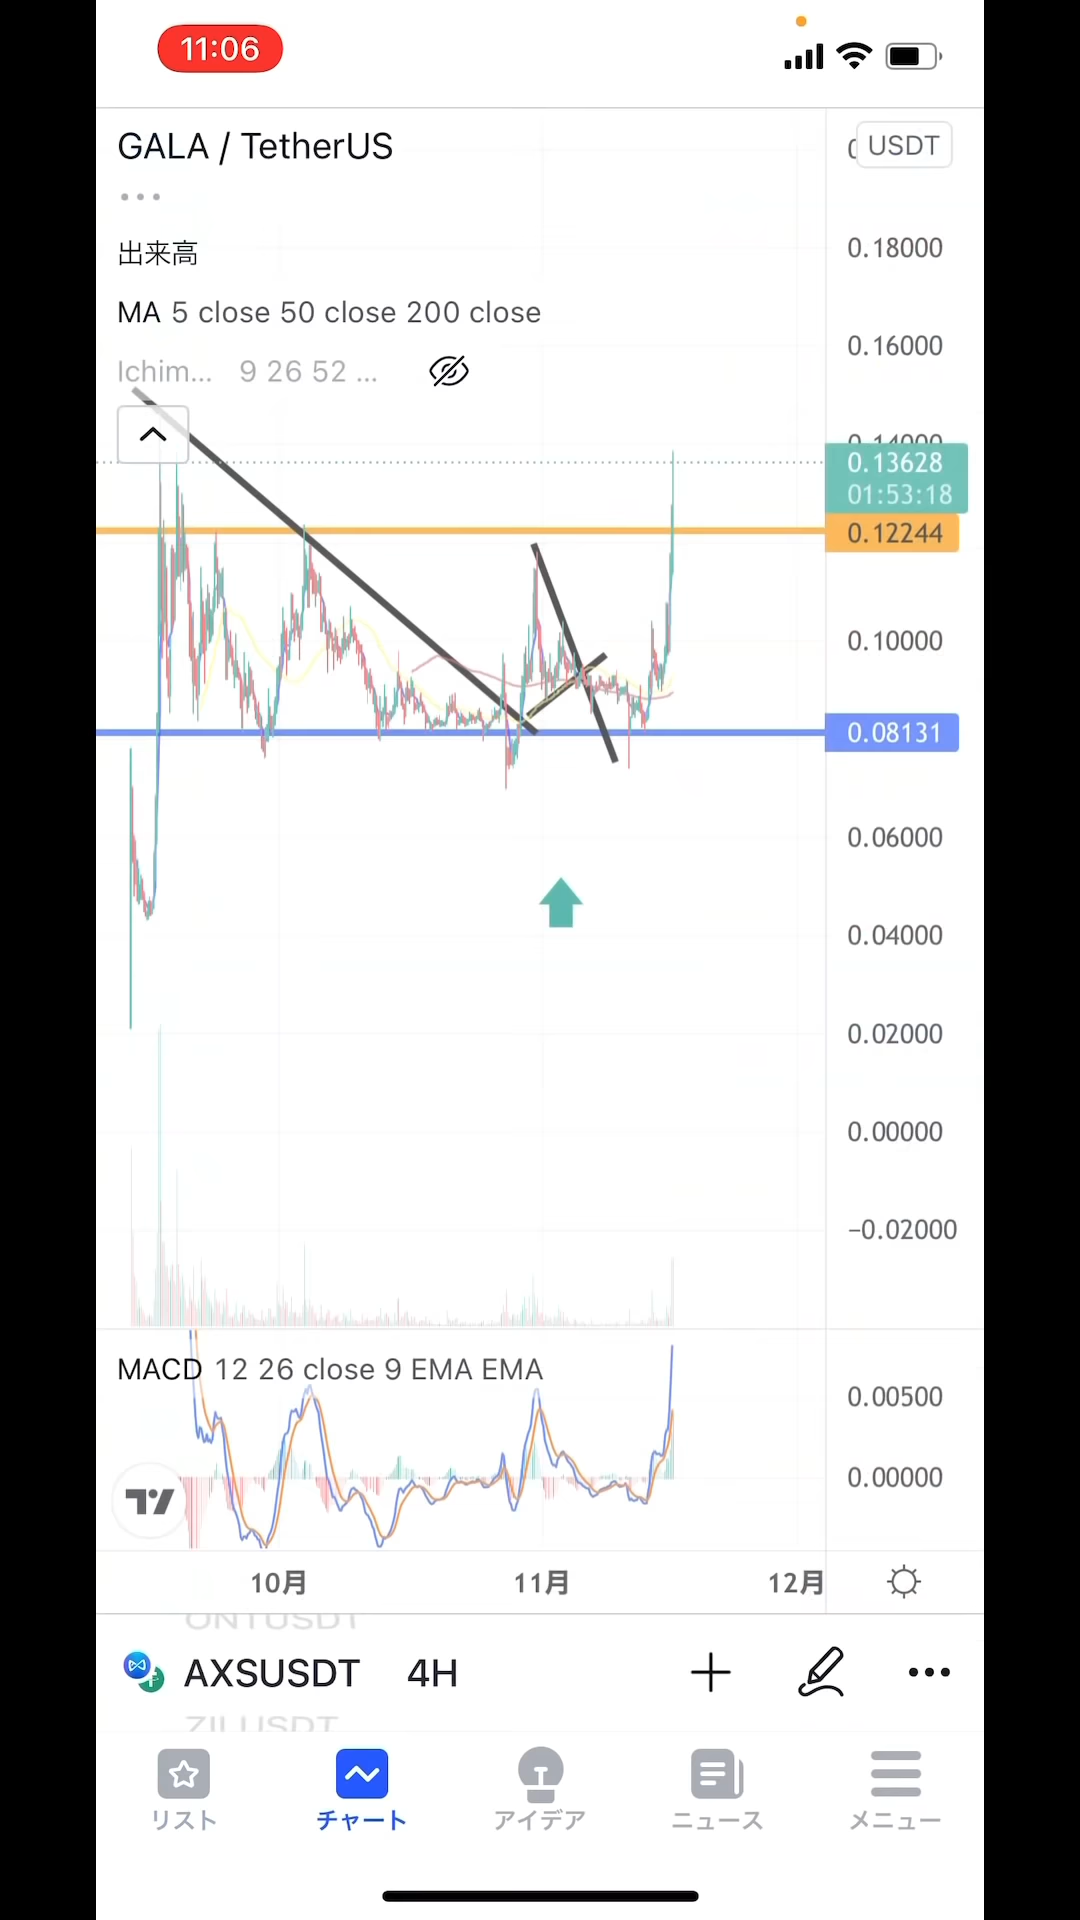 11:06
GALA / TetherUS
USDT
出来高
0.18000
MA 5 close 50 close 200 close
0.16000
Ichim... 9 26 52 ...
0.14000
0.13628
01:53:18
0.12244
0.10000
0.08131
0.06000
0.04000
0.02000
0.00000
−0.02000
MACD 12 26 close 9 EMA EMA
0.00500
0.00000
10月 11月 12月
ONTUSDT
AXSUSDT 4H
ZILUSDT
リスト チャート アイデア ニュース メニュー